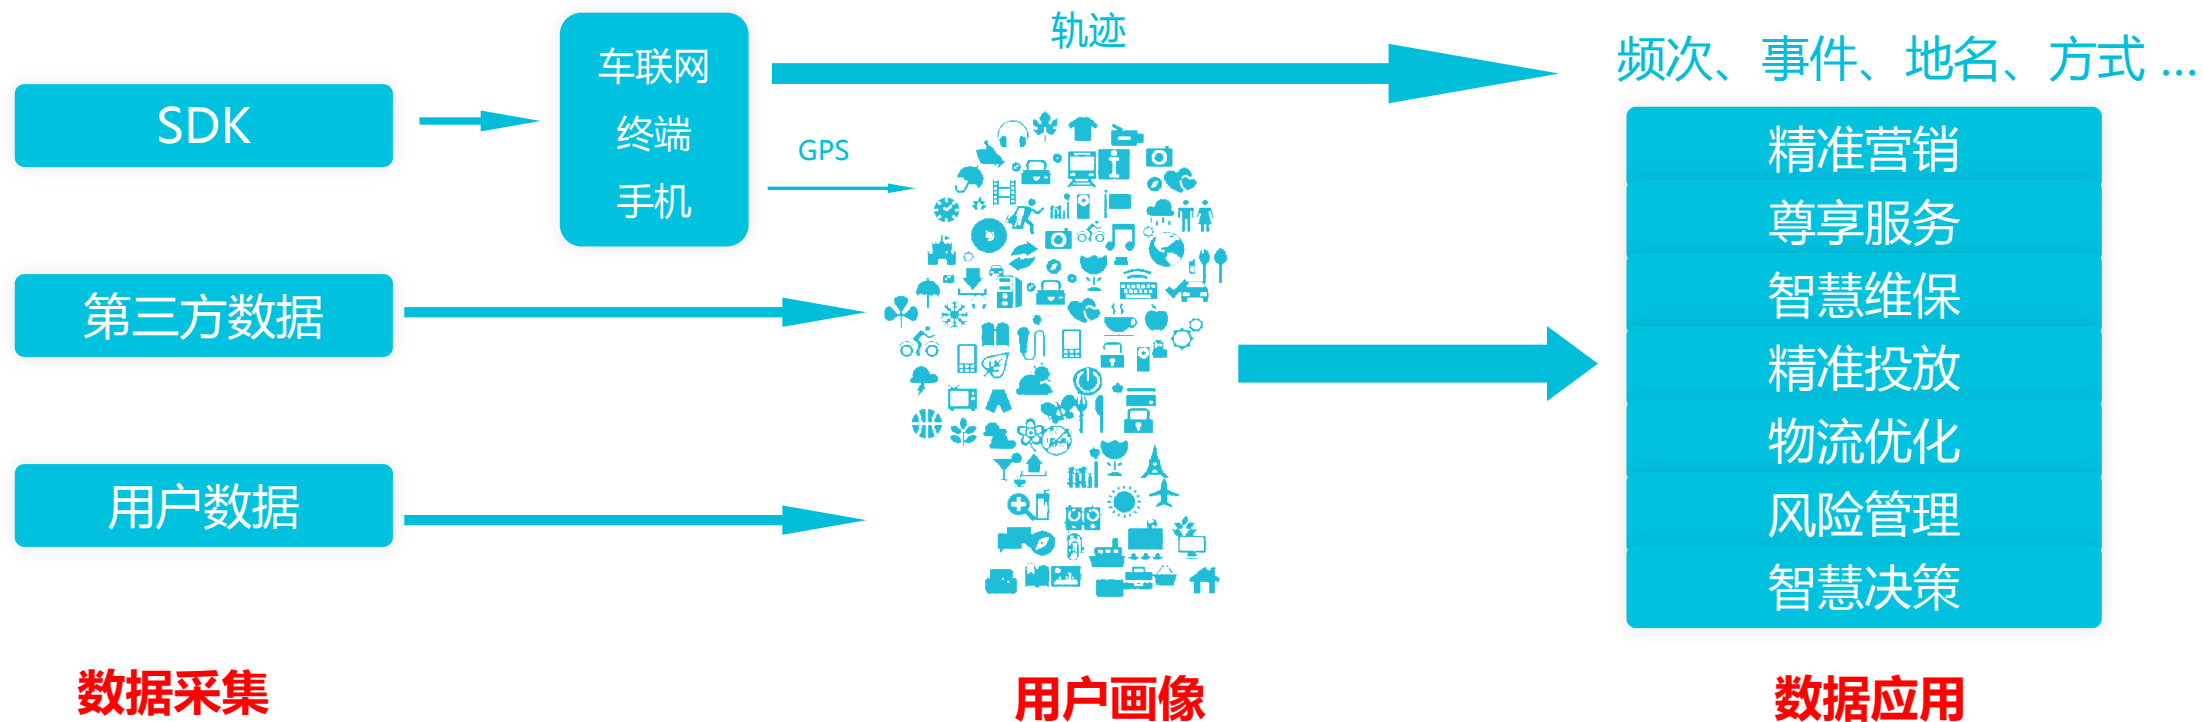 轨迹
频次、事件、地名、方式 ...
SDK
车联网
终端
手机
GPS
第三方数据
用户数据
精准营销
尊享服务
智慧维保
精准投放
物流优化
风险管理
智慧决策
数据采集
用户画像
数据应用